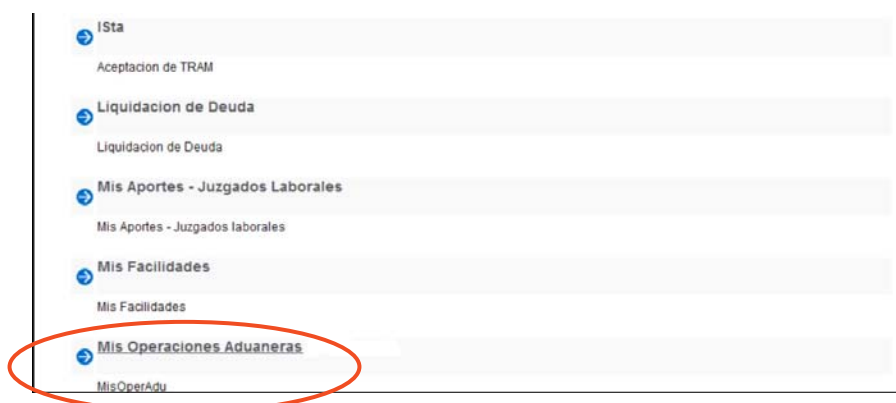 ISta
Aceptacion de TRAM
Liquidacion de Deuda
Liquidacion de Deuda
Mis Aportes - Juzgados Laborales
Mis Aportes - Juzgados laborales
Mis Facilidades
Mis Facilidades
Mis Operaciones Aduaneras
MisOperAdu